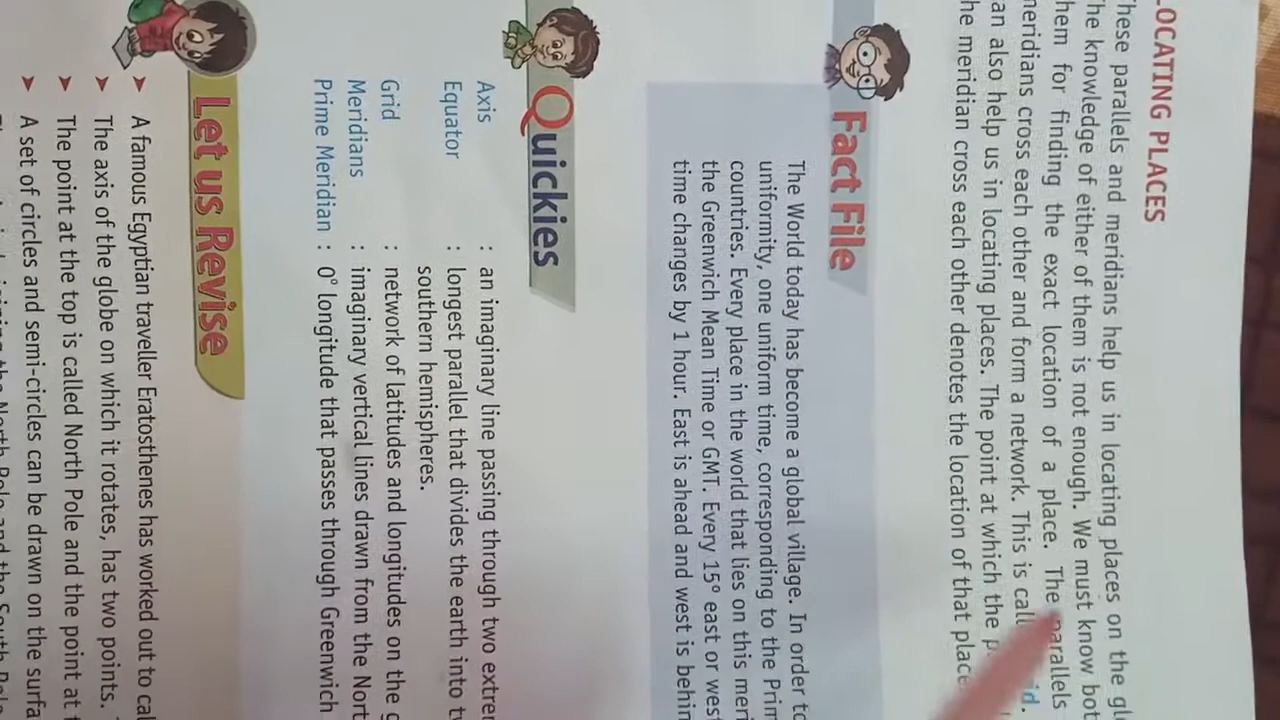 LOCATING PLACES
These parallels and meridians help us in locating places on the
the knowledge of either of them is not enough. We must know
them for finding the exact location of a place. The parallels
meridians cross each other and form a network. This is
can also help us in locating places. The point at which the
the meridian cross each other denotes the location of that place
Fact File
The World today has become a global village. In order to
uniformity, one uniform time, corresponding to the
countries. Every place in the world that lies on this
the Greenwich Mean Time or GMT. Every 15° east or west
time changes by 1 hour. East is ahead and west is
Quickies
Axis : an imaginary line passing through two
Equator : longest parallel that divides the earth into
southern hemispheres.
Grid : network of latitudes and longitudes on the
Meridians : imaginary vertical lines drawn from the
Prime Meridian : 0° longitude that passes through Greenwich
Let us Revise
➤ A famous Egyptian traveller Eratosthenes has worked out to
➤ The axis of the globe on which it rotates, has two points.
➤ The point at the top is called North Pole and the point at
➤ A set of circles and semi-circles can be drawn on the
joining the North Pole and the South Pole